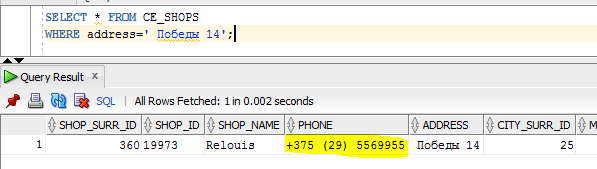 SELECT * FROM CE_SHOPS
WHERE address=' Победы 14';
Query Result x
SQL | All Rows Fetched: 1 in 0.002 seconds
SHOP_SURR_ID SHOP_ID SHOP_NAME PHONE ADDRESS CITY_SURR_ID M
1 360 19973 Relouis +375 (29) 5569955 Победы 14 25